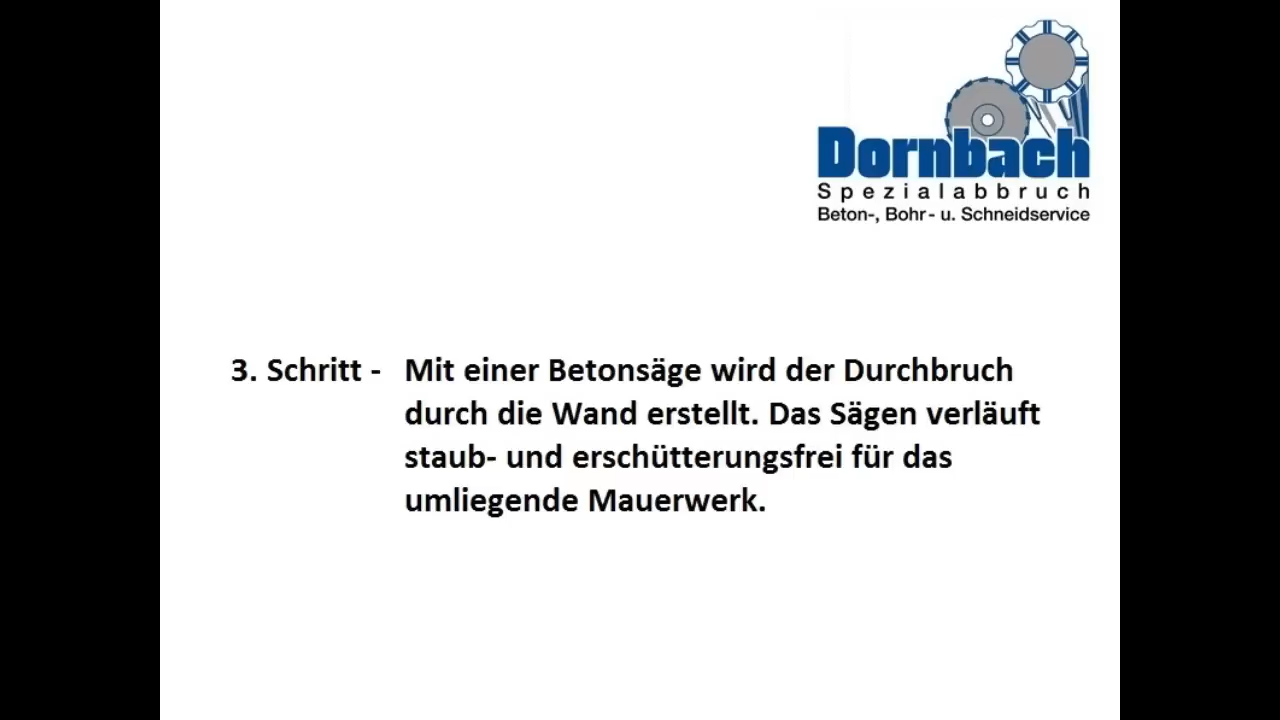 Dornbach
Spezialabbruch
Beton-, Bohr- u. Schneidservice
3. Schritt - Mit einer Betonsäge wird der Durchbruch
durch die Wand erstellt. Das Sägen verläuft
staub- und erschütterungsfrei für das
umliegende Mauerwerk.